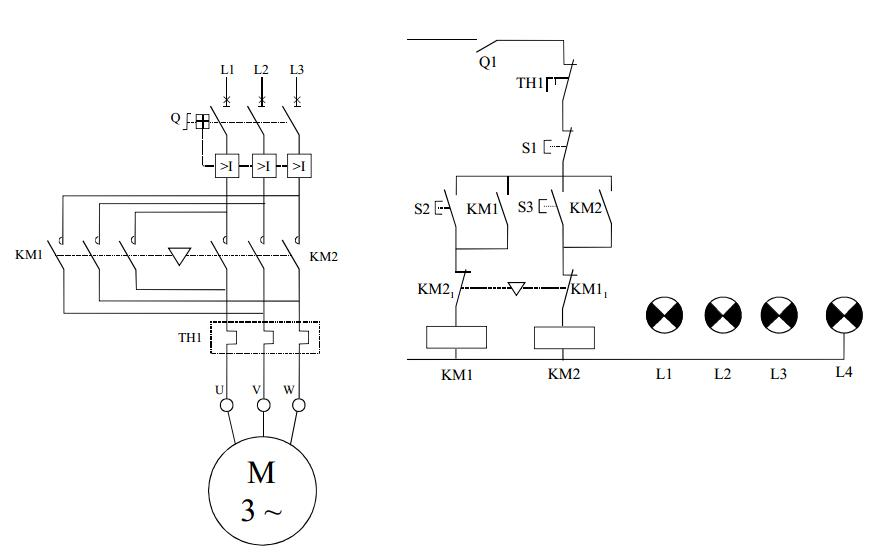 L1 L2 L3
Q
>I >I >I
KM1
KM2
TH1
U V W
M
3 ~
Q1
TH1
S1
S2 KM1 S3 KM2
KM2₁ KM1₁
KM1 KM2 L1 L2 L3 L4